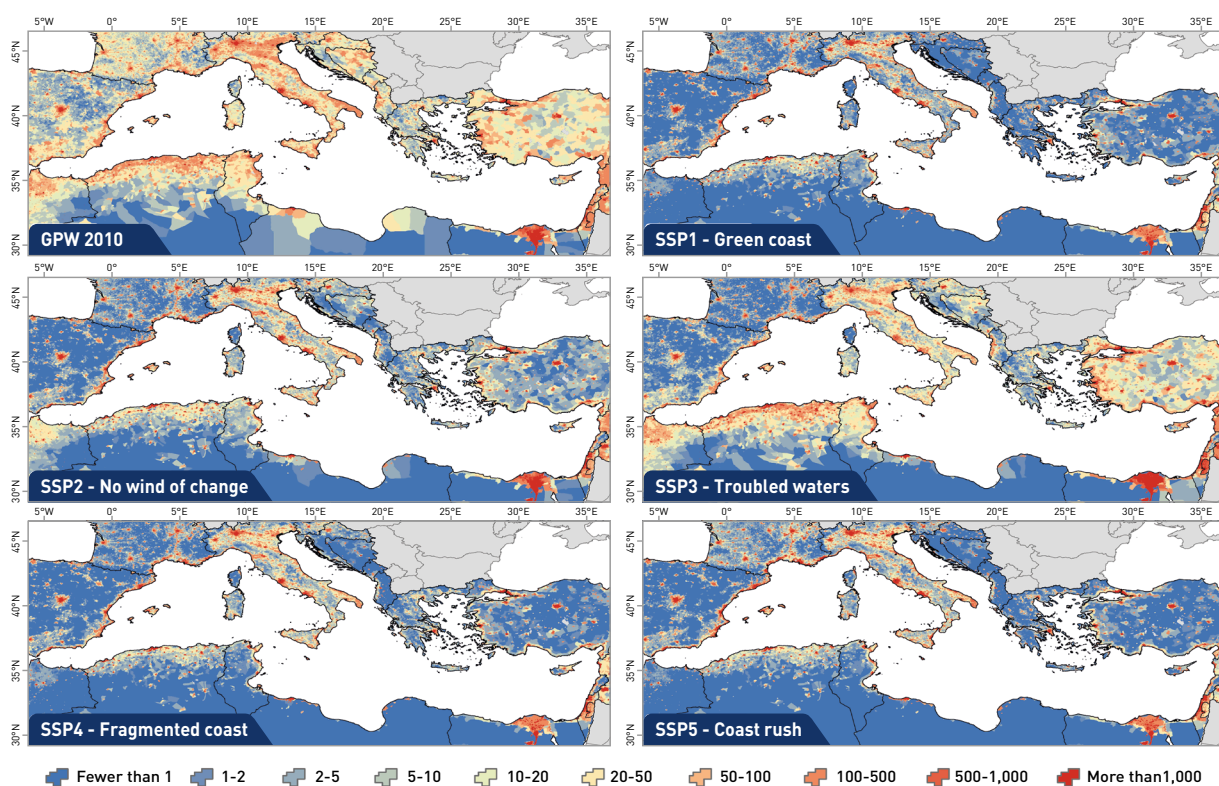 5°W 0° 5°E 10°E 15°E 20°E 25°E 30°E 35°E 5°W 0° 5°E 10°E 15°E 20°E 25°E 30°E 35°E
45°N
40°N
35°N
30°N
GPW 2010
SSP1 - Green coast
5°W 0° 5°E 10°E 15°E 20°E 25°E 30°E 35°E 5°W 0° 5°E 10°E 15°E 20°E 25°E 30°E 35°E
45°N 45°N
40°N 40°N
35°N 35°N
30°N 30°N
SSP2 - No wind of change
SSP3 - Troubled waters
5°W 0° 5°E 10°E 15°E 20°E 25°E 30°E 35°E 5°W 0° 5°E 10°E 15°E 20°E 25°E 30°E 35°E
45°N 45°N
40°N 40°N
35°N 35°N
30°N 30°N
SSP4 - Fragmented coast
SSP5 - Coast rush
Fewer than 1 1-2 2-5 5-10 10-20 20-50 50-100 100-500 500-1,000 More than1,000